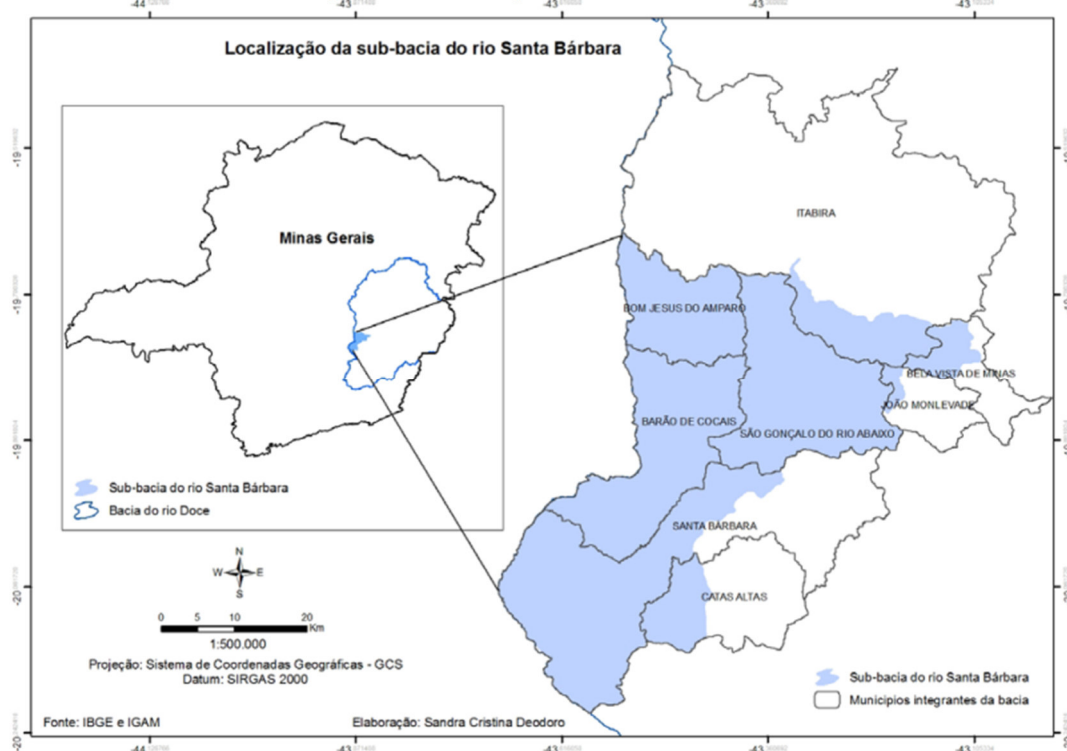 Localização da sub-bacia do rio Santa Bárbara
Minas Gerais
Sub-bacia do rio Santa Bárbara
Bacia do rio Doce
N
W E
S
0 5 10 20
Km
1:500.000
Projeção: Sistema de Coordenadas Geográficas - GCS
Datum: SIRGAS 2000
Fonte: IBGE e IGAM
Elaboração: Sandra Cristina Deodoro
ITABIRA
BOM JESUS DO AMPARO
BELA VISTA DE MINAS
JOÃO MONLEVADE
BARÃO DE COCAIS
SÃO GONÇALO DO RIO ABAIXO
SANTA BÁRBARA
CATAS ALTAS
Sub-bacia do rio Santa Bárbara
Municípios integrantes da bacia